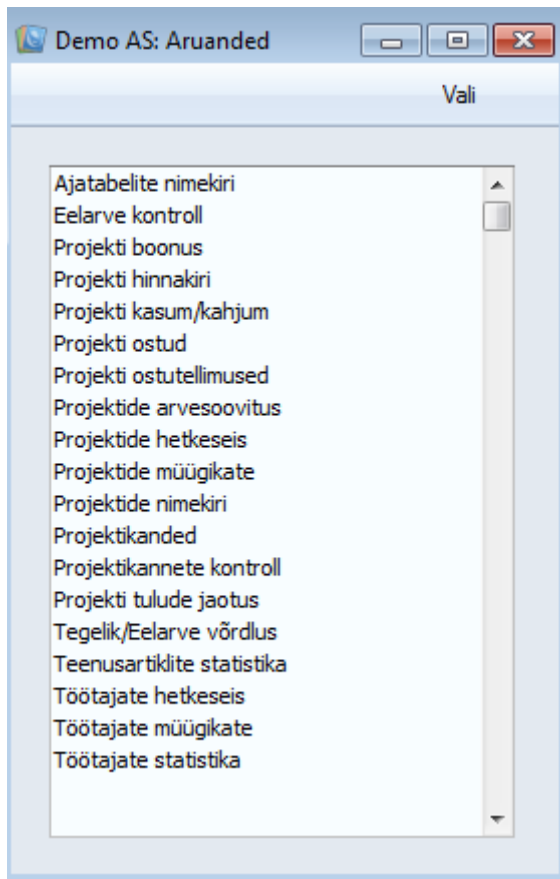 Demo AS: Aruanded
Vali
Ajatabelite nimekiri
Eelarve kontroll
Projekti boonus
Projekti hinnakiri
Projekti kasum/kahjum
Projekti ostud
Projekti ostutellimused
Projektide arvesoovitus
Projektide hetkeseis
Projektide müügikate
Projektide nimekiri
Projektikanded
Projektikannete kontroll
Projekti tulude jaotus
Tegelik/Eelarve võrdlus
Teenusartiklite statistika
Töötajate hetkeseis
Töötajate müügikate
Töötajate statistika